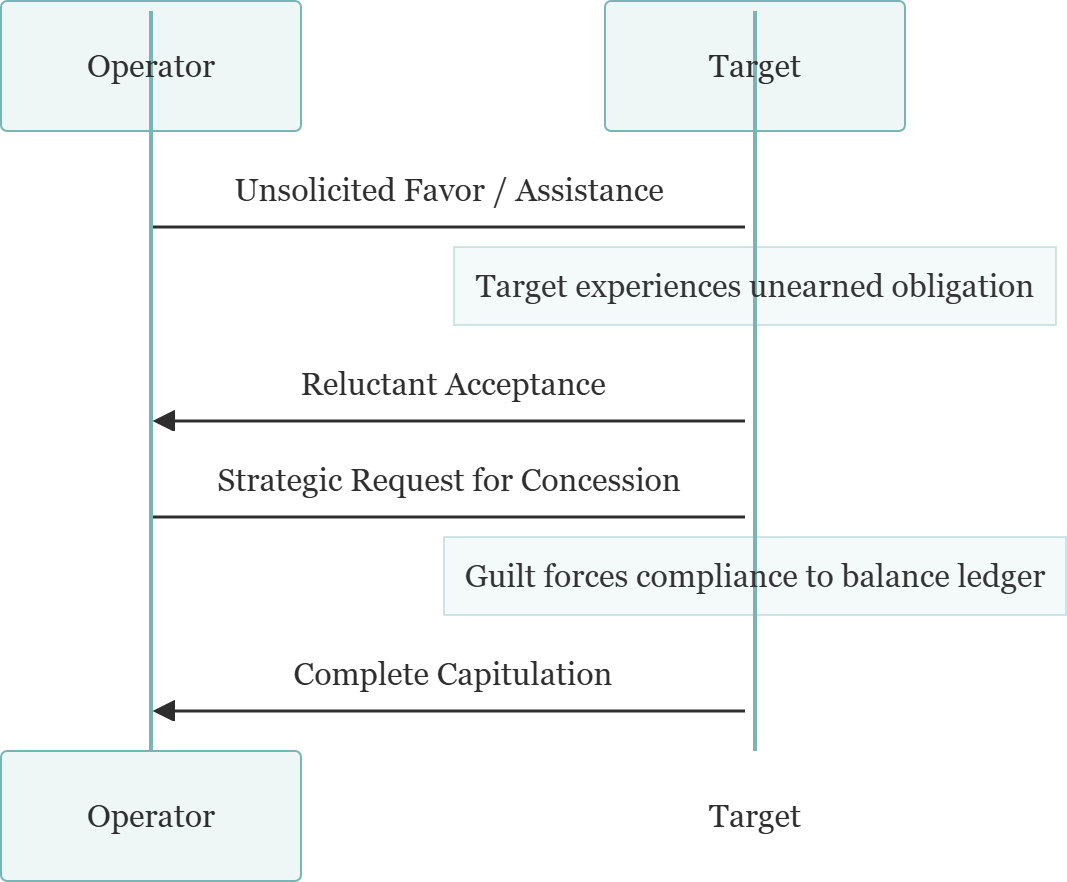 Operator
Target
Unsolicited Favor / Assistance
Target experiences unearned obligation
Reluctant Acceptance
Strategic Request for Concession
Guilt forces compliance to balance ledger
Complete Capitulation
Operator
Target